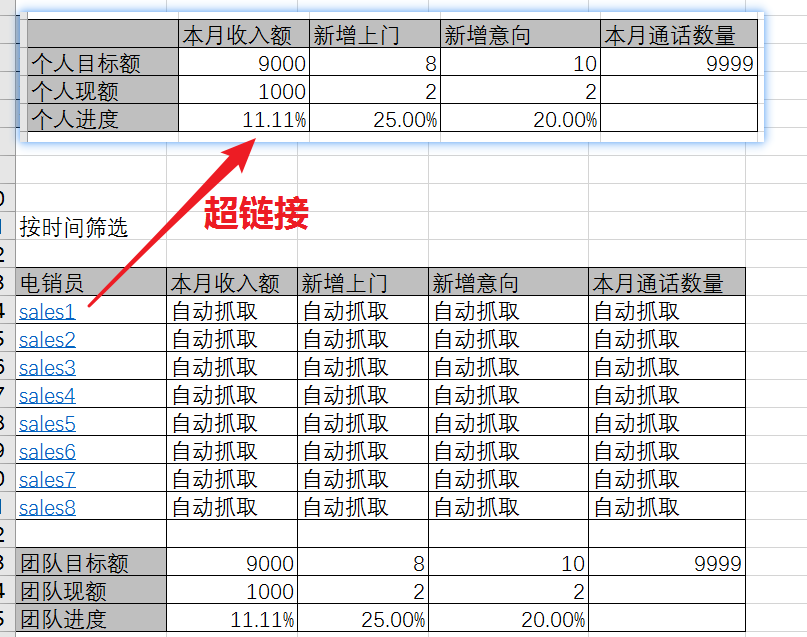 本月收入额 新增上门 新增意向 本月通话数量
个人目标额 9000 8 10 9999
个人现额 1000 2 2
个人进度 11.11% 25.00% 20.00%
超链接
按时间筛选
电销员 本月收入额 新增上门 新增意向 本月通话数量
sales1 自动抓取 自动抓取 自动抓取 自动抓取
sales2 自动抓取 自动抓取 自动抓取 自动抓取
sales3 自动抓取 自动抓取 自动抓取 自动抓取
sales4 自动抓取 自动抓取 自动抓取 自动抓取
sales5 自动抓取 自动抓取 自动抓取 自动抓取
sales6 自动抓取 自动抓取 自动抓取 自动抓取
sales7 自动抓取 自动抓取 自动抓取 自动抓取
sales8 自动抓取 自动抓取 自动抓取 自动抓取
团队目标额 9000 8 10 9999
团队现额 1000 2 2
团队进度 11.11% 25.00% 20.00%